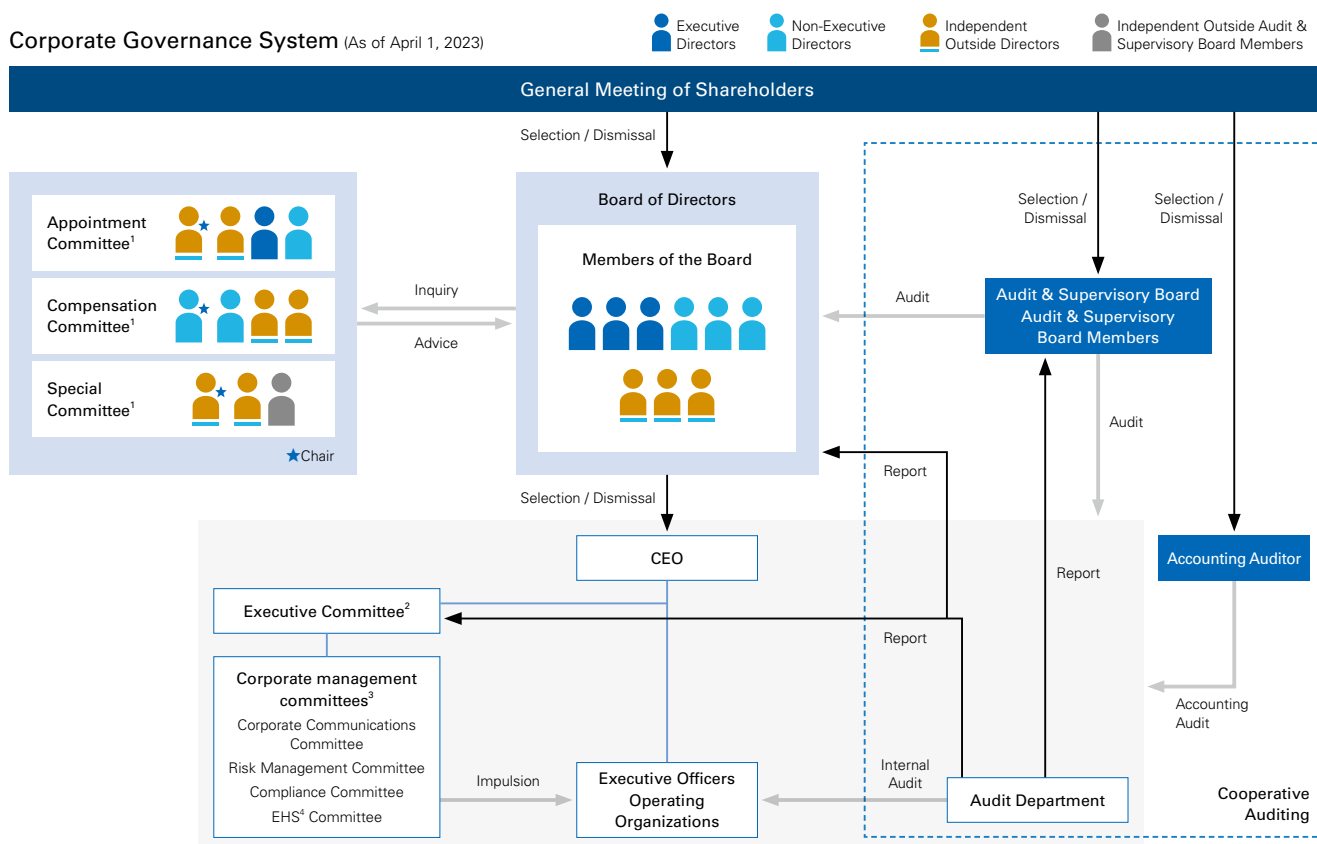 Corporate Governance System (As of April 1, 2023)
Executive
Directors
Non-Executive
Directors
Independent
Outside Directors
Independent Outside Audit &
Supervisory Board Members
General Meeting of Shareholders
Selection / Dismissal
Selection /
Dismissal
Selection /
Dismissal
Appointment
Committee¹
Compensation
Committee¹
Special
Committee¹
★Chair
Inquiry
Advice
Board of Directors
Members of the Board
Audit
Audit & Supervisory Board
Audit & Supervisory
Board Members
Audit
Report
Selection / Dismissal
CEO
Executive Committee²
Report
Report
Accounting Auditor
Accounting
Audit
Corporate management
committees³
Corporate Communications
Committee
Risk Management Committee
Compliance Committee
EHS⁴ Committee
Impulsion
Executive Officers
Operating
Organizations
Internal
Audit
Audit Department
Cooperative
Auditing